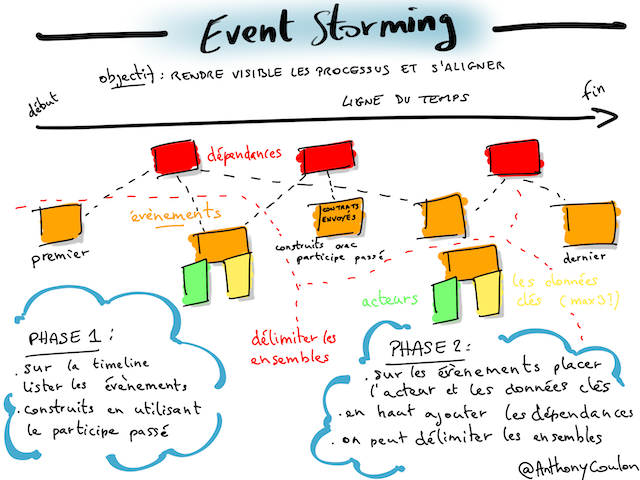 Event Storming
objectif : RENDRE VISIBLE LES PROCESSUS ET S'ALIGNER
début
LIGNE DU TEMPS
fin
dépendances
évènements
CONTRATS
ENVOYÉS
premier
construits avec
participe passé
dernier
acteurs
les données
clés (max 3?)
délimiter les
ensembles
PHASE 1 :
. sur la timeline
lister les évènements
. construits en utilisant
le participe passé
PHASE 2 :
. sur les évènements placer
l'acteur et les données clés
. en haut ajouter les dépendances
. on peut délimiter les ensembles
@AnthonyCoulon